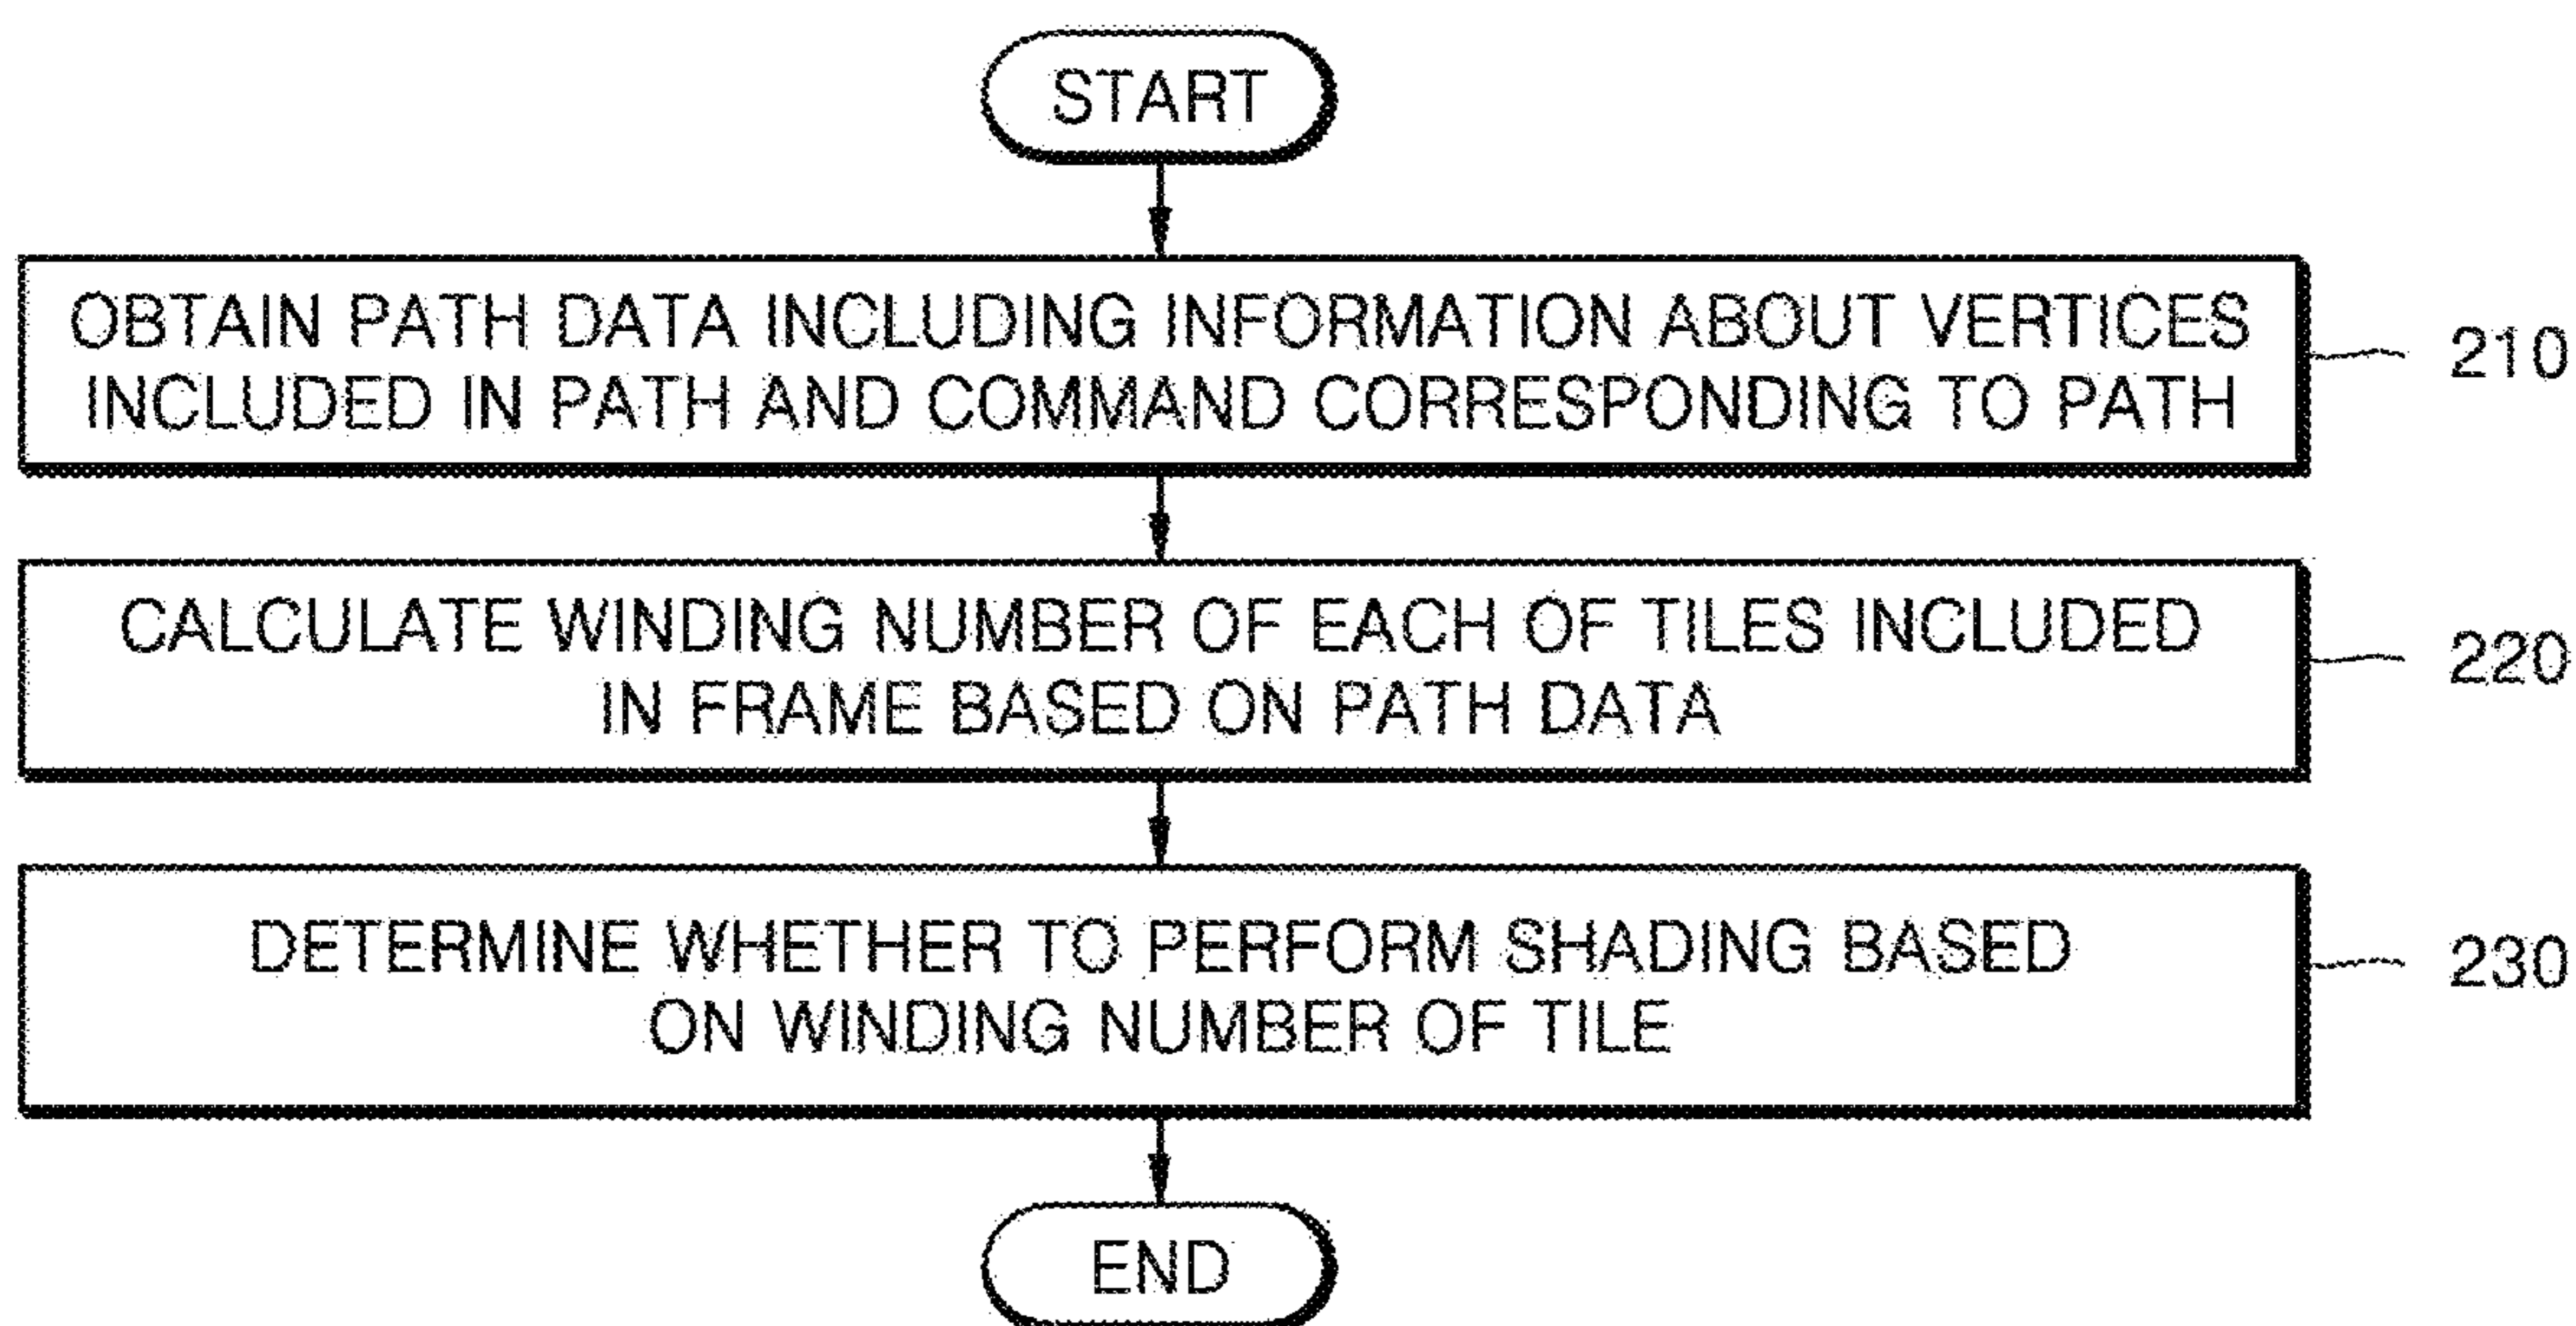 START
OBTAIN PATH DATA INCLUDING INFORMATION ABOUT VERTICES
INCLUDED IN PATH AND COMMAND CORRESPONDING TO PATH
210
CALCULATE WINDING NUMBER OF EACH OF TILES INCLUDED
IN FRAME BASED ON PATH DATA
220
DETERMINE WHETHER TO PERFORM SHADING BASED
ON WINDING NUMBER OF TILE
230
END